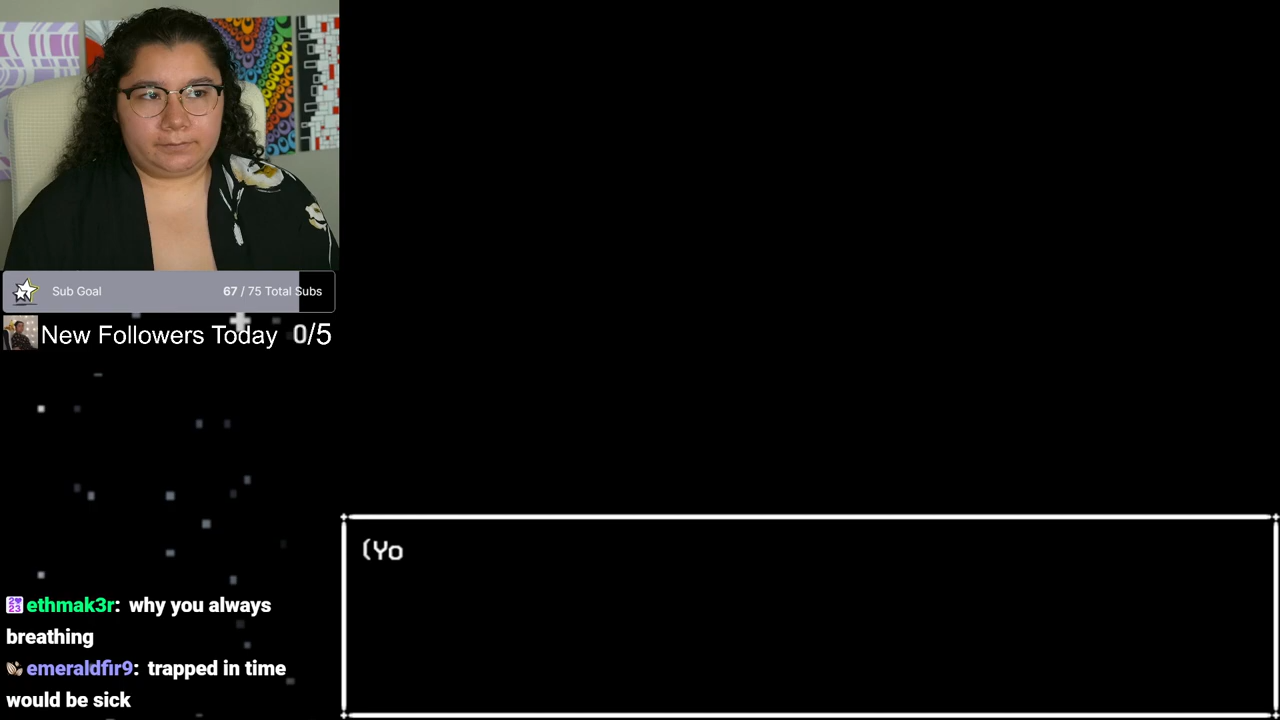 Sub Goal 67 / 75 Total Subs
New Followers Today 0/5
(Yo
ethmak3r: why you always
breathing
emeraldfir9: trapped in time
would be sick